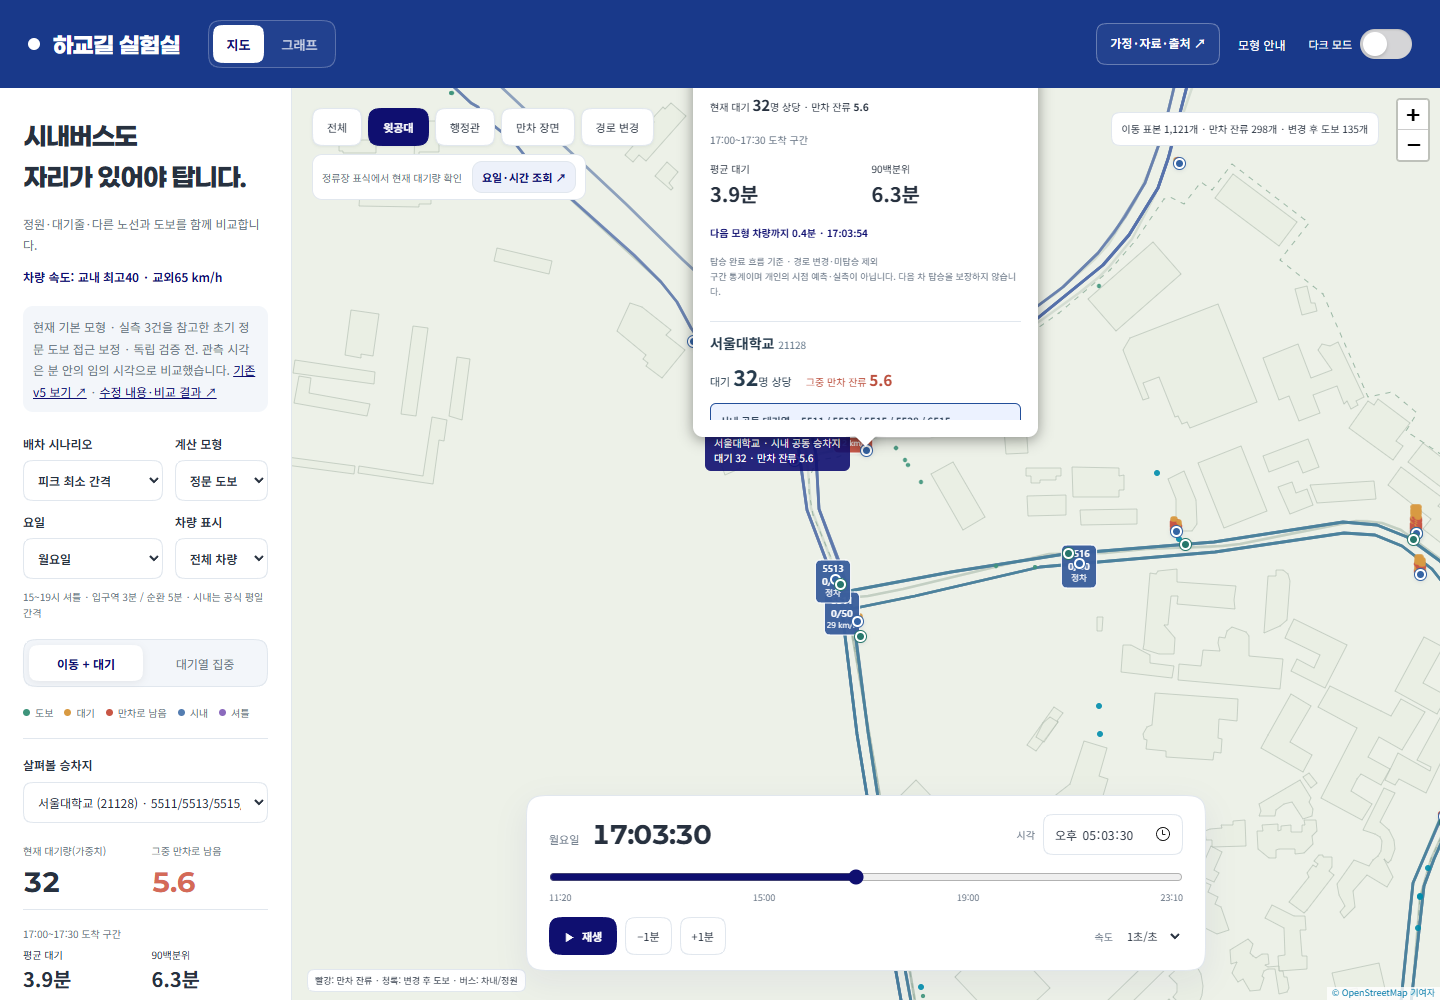 하교길 실험실
지도
그래프
가정·자료·출처 ↗
모형 안내
다크 모드
시내버스도
자리가 있어야 탑니다.
정원·대기줄·다른 노선과 도보를 함께 비교합니
다.
차량 속도: 교내 최고40 · 교외65 km/h
현재 기본 모형 · 실측 3건을 참고한 초기 정
문 도보 접근 보정 · 독립 검증 전. 관측 시각
은 분 안의 임의 시각으로 비교했습니다. 기존
v5 보기 ↗ · 수정 내용·비교 결과 ↗
배차 시나리오
계산 모형
피크 최소 간격
정문 도보
요일
차량 표시
월요일
전체 차량
15~19시 셔틀 · 입구역 3분 / 순환 5분 · 시내는 공식 평일
간격
이동 + 대기
대기열 집중
도보
대기
만차로 남음
시내
셔틀
살펴볼 승차지
서울대학교 (21128) · 5511/5513/5515
현재 대기량(가중치)
그중 만차로 남음
32
5.6
17:00~17:30 도착 구간
평균 대기
90백분위
3.9분
6.3분
전체
윗공대
행정관
만차 장면
경로 변경
정류장 표식에서 현재 대기량 확인
요일·시간 조회 ↗
이동 표본 1,121개 · 만차 잔류 298개 · 변경 후 도보 135개
+
−
현재 대기 32명 상당 · 만차 잔류 5.6
17:00~17:30 도착 구간
평균 대기
90백분위
3.9분
6.3분
다음 모형 차량까지 0.4분 · 17:03:54
탑승 완료 흐름 기준 · 경로 변경·미탑승 제외
구간 통계이며 개인의 시점 예측·실측이 아닙니다. 다음 차 탑승을 보장하지 않습니
다.
서울대학교 21128
대기 32명 상당
그중 만차 잔류 5.6
서울대학교 · 시내 공동 승차지
대기 32 · 만차 잔류 5.6
5513
정차
0/50
29 km/
정차
월요일
17:03:30
시각
오후 05:03:30
11:20
15:00
19:00
23:10
▶ 재생
−1분
+1분
속도
1초/초
빨강: 만차 잔류 · 청록: 변경 후 도보 · 버스: 차내/정원
© OpenStreetMap 기여자